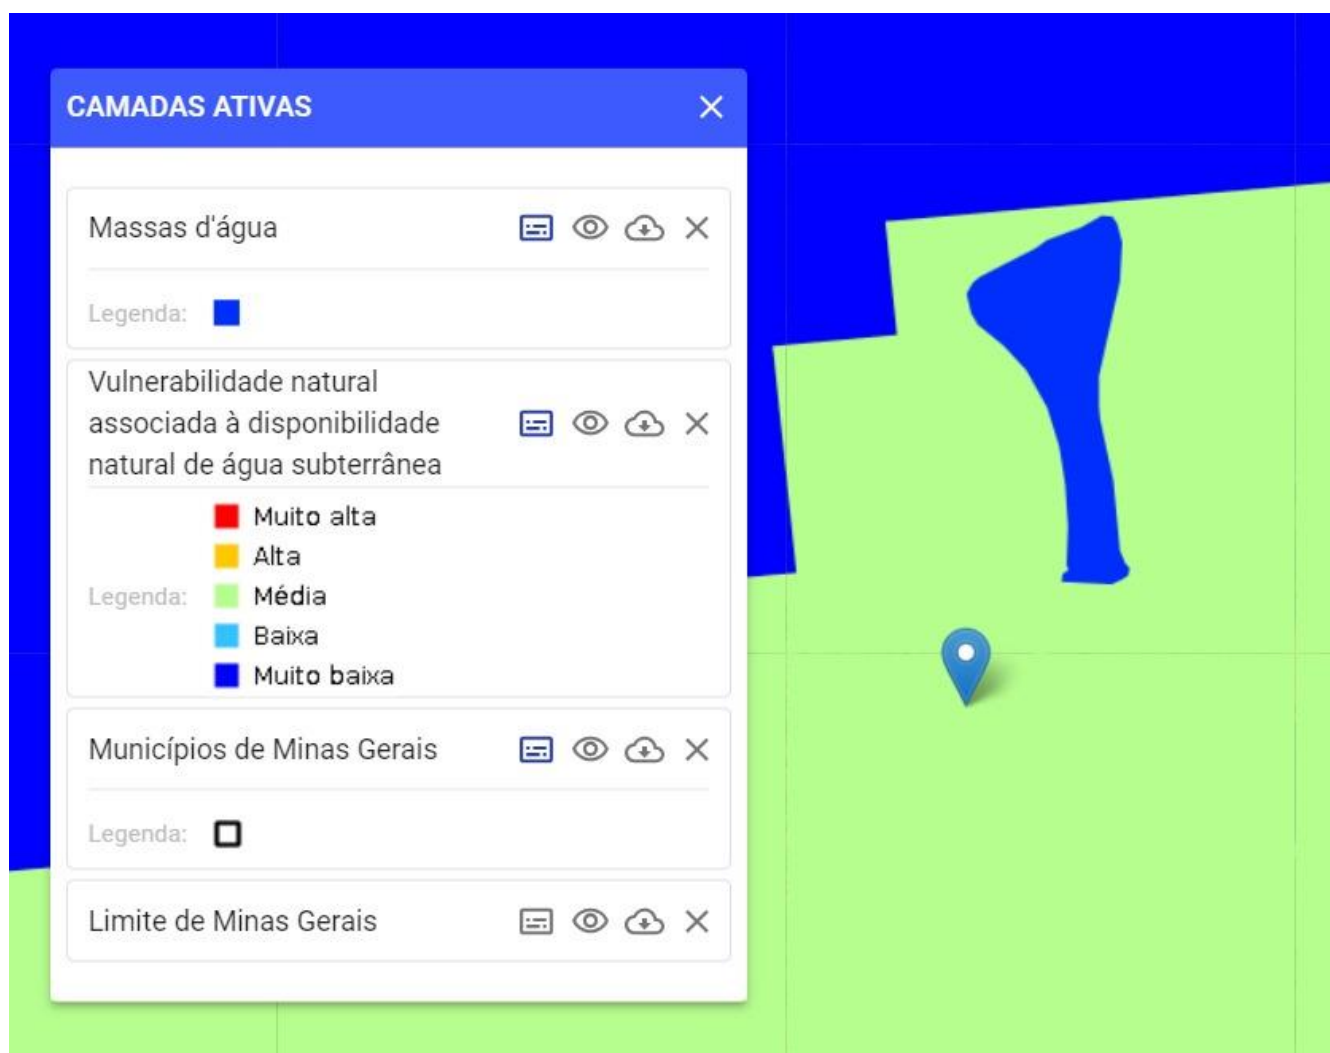 CAMADAS ATIVAS
Massas d'água
Legenda:
Vulnerabilidade natural
associada à disponibilidade
natural de água subterrânea
Legenda:
Muito alta
Alta
Média
Baixa
Muito baixa
Municípios de Minas Gerais
Legenda:
Limite de Minas Gerais